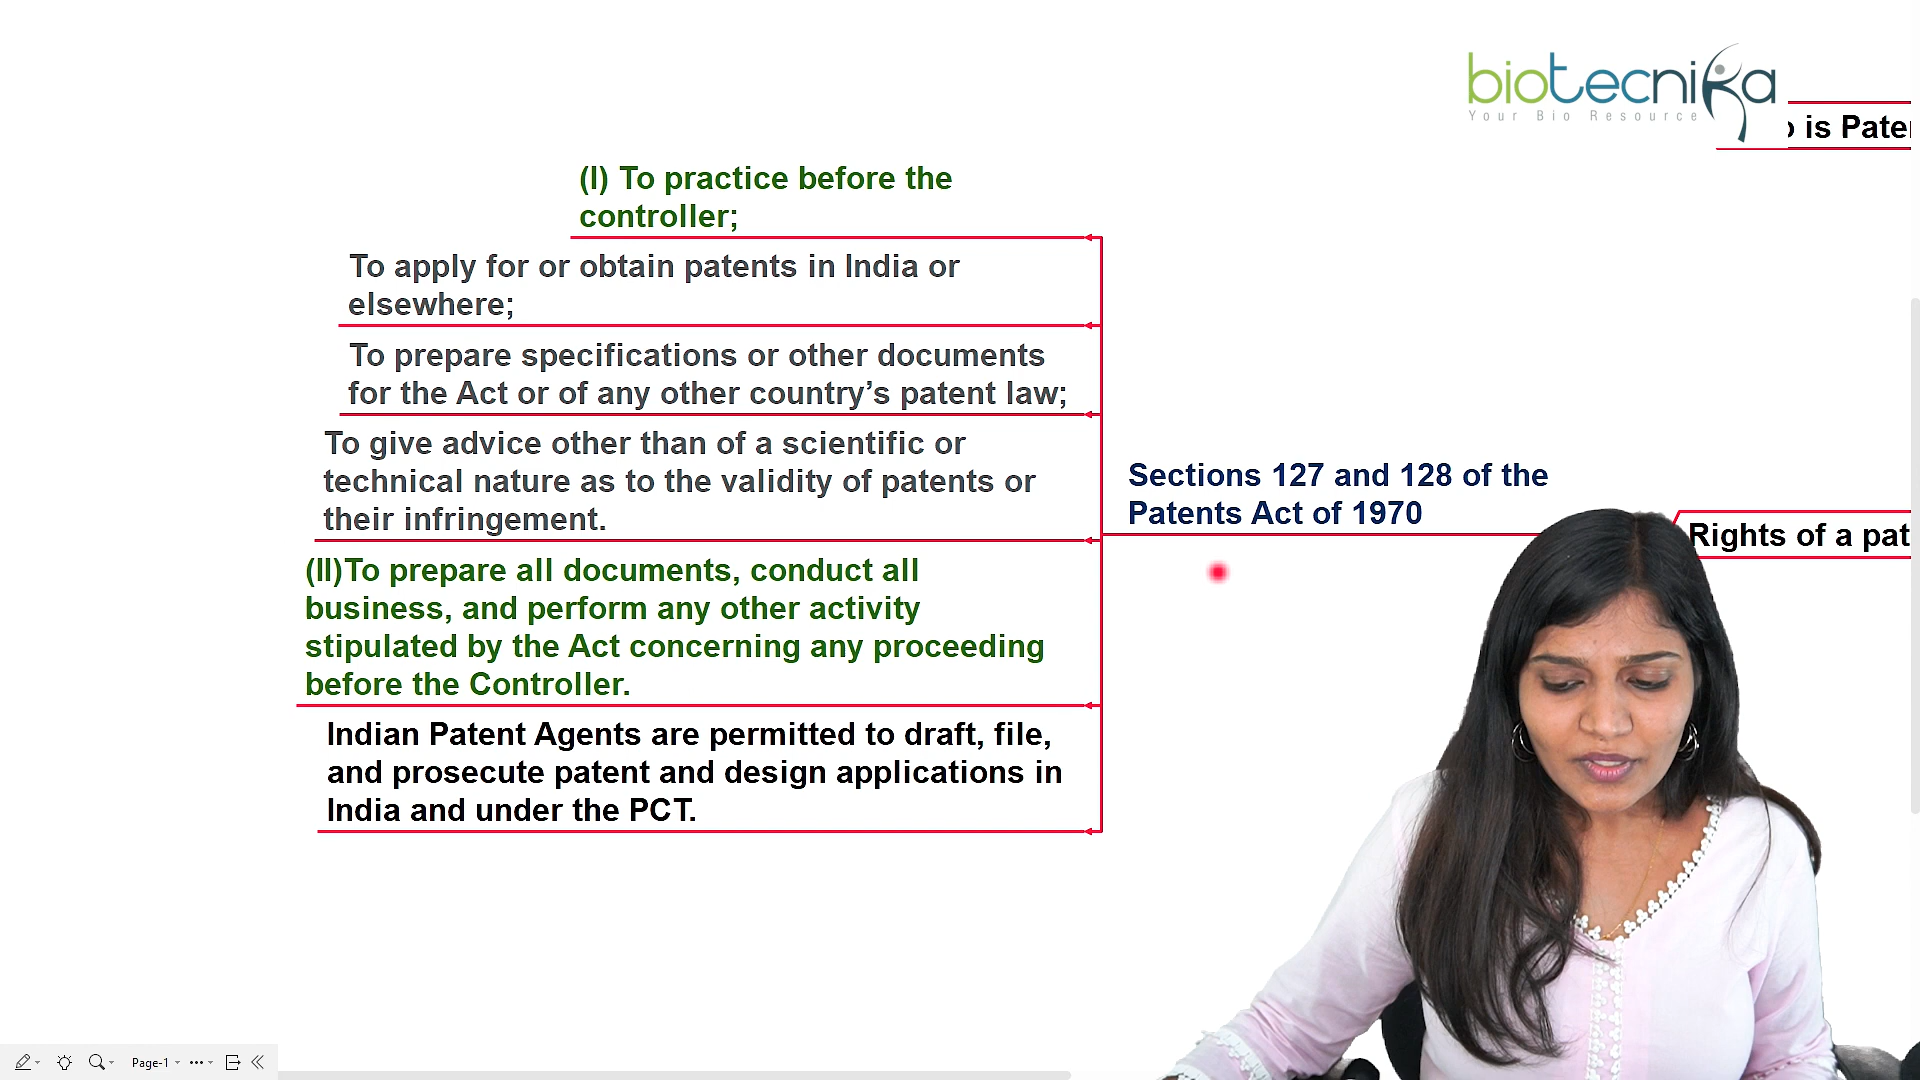 biotecnika
Your Bio Resource
is
(I) To practice before the
controller;
To apply for or obtain patents in India or
elsewhere;
To prepare specifications or other documents
for the Act or of any other country’s patent law;
To give advice other than of a scientific or
technical nature as to the validity of patents or
their infringement.
(II)To prepare all documents, conduct all
business, and perform any other activity
stipulated by the Act concerning any proceeding
before the Controller.
Indian Patent Agents are permitted to draft, file,
and prosecute patent and design applications in
India and under the PCT.
Sections 127 and 128 of the
Patents Act of 1970
Rights of a
Page-1